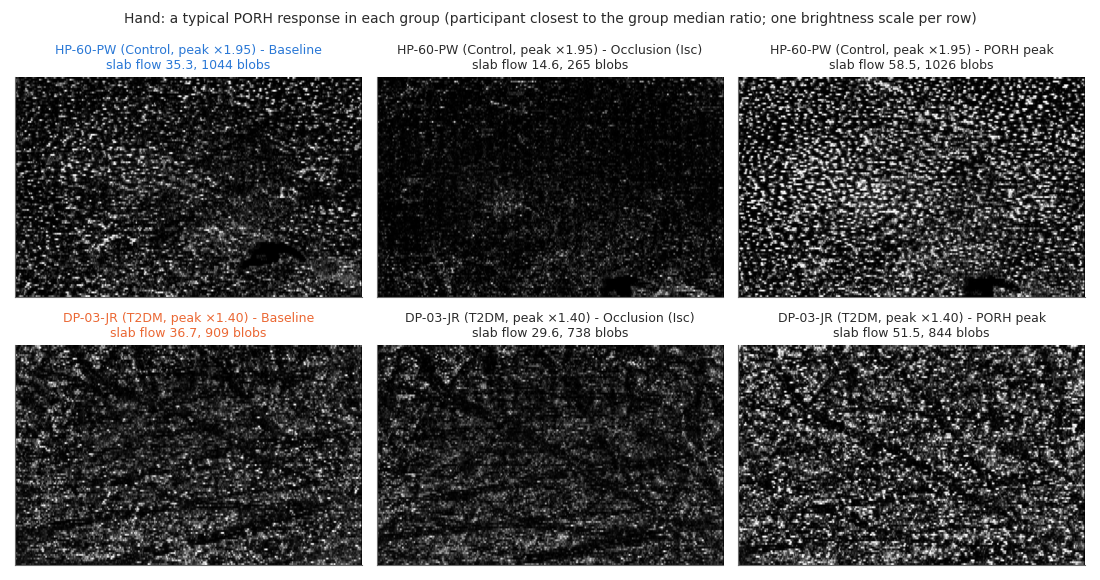 Hand: a typical PORH response in each group (participant closest to the group median ratio; one brightness scale per row)
HP-60-PW (Control, peak ×1.95) - Baseline
slab flow 35.3, 1044 blobs
HP-60-PW (Control, peak ×1.95) - Occlusion (Isc)
slab flow 14.6, 265 blobs
HP-60-PW (Control, peak ×1.95) - PORH peak
slab flow 58.5, 1026 blobs
DP-03-JR (T2DM, peak ×1.40) - Baseline
slab flow 36.7, 909 blobs
DP-03-JR (T2DM, peak ×1.40) - Occlusion (Isc)
slab flow 29.6, 738 blobs
DP-03-JR (T2DM, peak ×1.40) - PORH peak
slab flow 51.5, 844 blobs